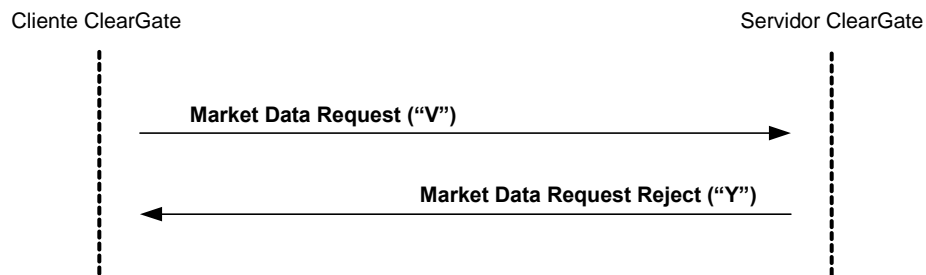 Cliente ClearGate
Servidor ClearGate
Market Data Request (“V”)
Market Data Request Reject (“Y”)